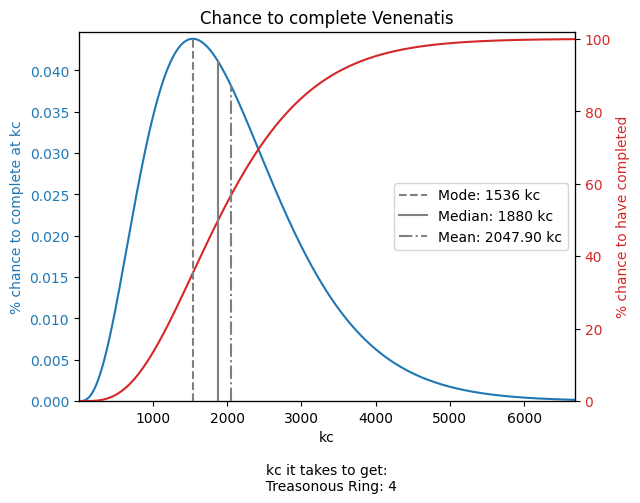 Chance to complete Venenatis
0.040
0.035
0.030
0.025
0.020
0.015
0.010
0.005
0.000
% chance to complete at kc
100
80
60
40
20
0
% chance to have completed
Mode: 1536 kc
Median: 1880 kc
Mean: 2047.90 kc
1000 2000 3000 4000 5000 6000
kc
kc it takes to get:
Treasonous Ring: 4